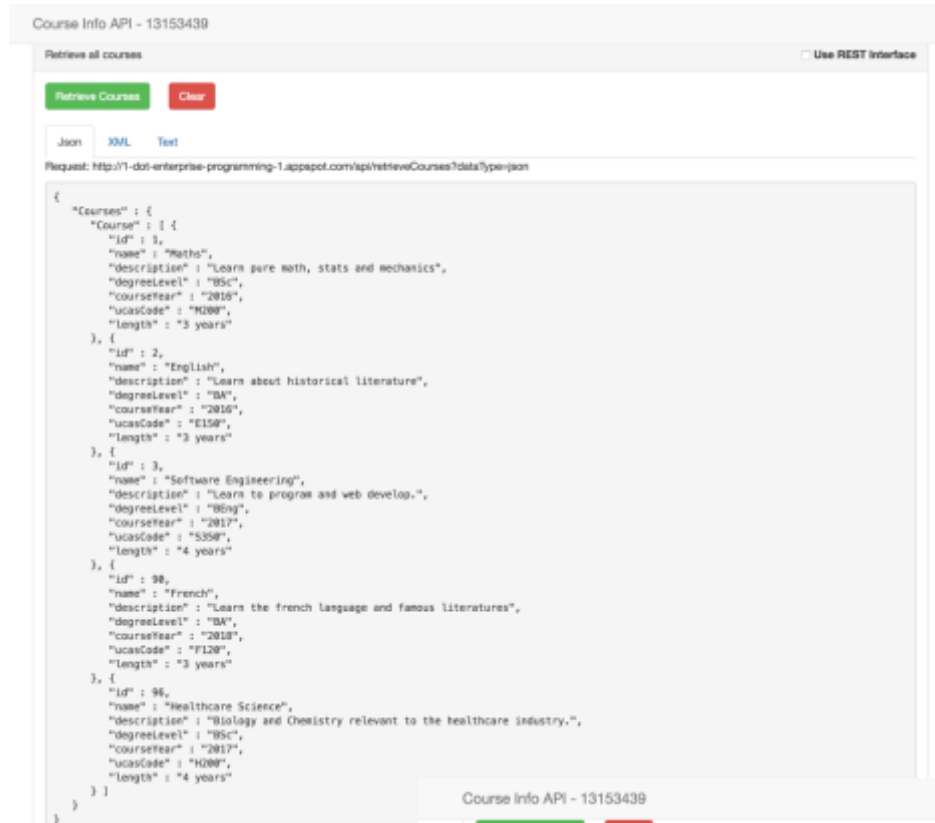 Course Info API - 13153439
Retrieve all courses
Use REST Interface
Retrieve Courses
Clear
Json XML Text
Request: http://1-dot-enterprise-programming-1.appspot.com/api/retrieveCourses?dataType=json
{
"Courses" : {
"Course" : [ {
"id" : 1,
"name" : "Maths",
"description" : "Learn pure math, stats and mechanics",
"degreeLevel" : "BSc",
"courseYear" : "2016",
"ucasCode" : "M200",
"length" : "3 years"
}, {
"id" : 2,
"name" : "English",
"description" : "Learn about historical literature",
"degreeLevel" : "BA",
"courseYear" : "2016",
"ucasCode" : "E150",
"length" : "3 years"
}, {
"id" : 3,
"name" : "Software Engineering",
"description" : "Learn to program and web develop.",
"degreeLevel" : "BEng",
"courseYear" : "2017",
"ucasCode" : "S350",
"length" : "4 years"
}, {
"id" : 90,
"name" : "French",
"description" : "Learn the french language and famous literatures",
"degreeLevel" : "BA",
"courseYear" : "2018",
"ucasCode" : "F120",
"length" : "3 years"
}, {
"id" : 96,
"name" : "Healthcare Science",
"description" : "Biology and Chemistry relevant to the healthcare industry.",
"degreeLevel" : "BSc",
"courseYear" : "2017",
"ucasCode" : "H200",
"length" : "4 years"
} ]
}
}
Course Info API - 13153439